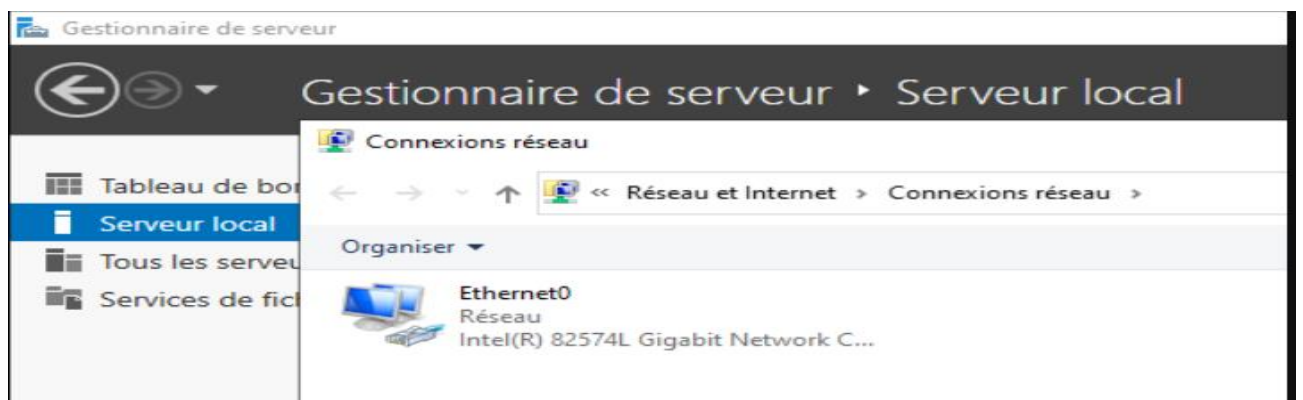 Gestionnaire de serveur
Gestionnaire de serveur ‣ Serveur local
Connexions réseau
Tableau de bor
« Réseau et Internet > Connexions réseau >
Serveur local
Organiser
Tous les serveu
Services de fich
Ethernet0
Réseau
Intel(R) 82574L Gigabit Network C...